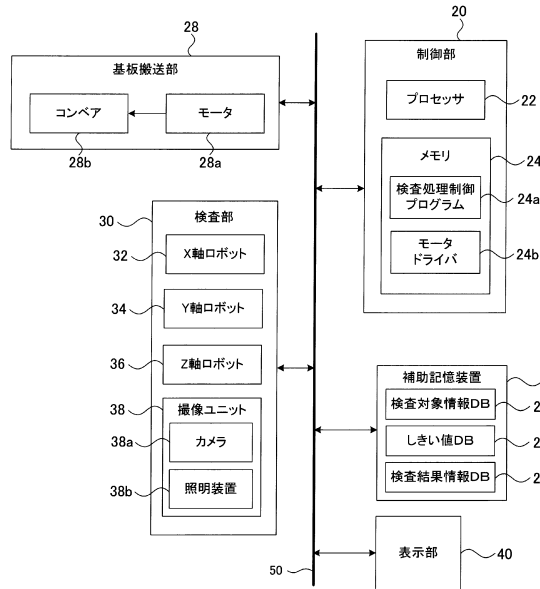 28
基板搬送部
コンベア
モータ
28b
28a
20
制御部
プロセッサ
22
メモリ
24
検査処理制御
プログラム
24a
モータ
ドライバ
24b
30
検査部
32
X軸ロボット
34
Y軸ロボット
36
Z軸ロボット
38
撮像ユニット
38a
カメラ
38b
照明装置
補助記憶装置
検査対象情報DB
しきい値DB
検査結果情報DB
表示部
40
50